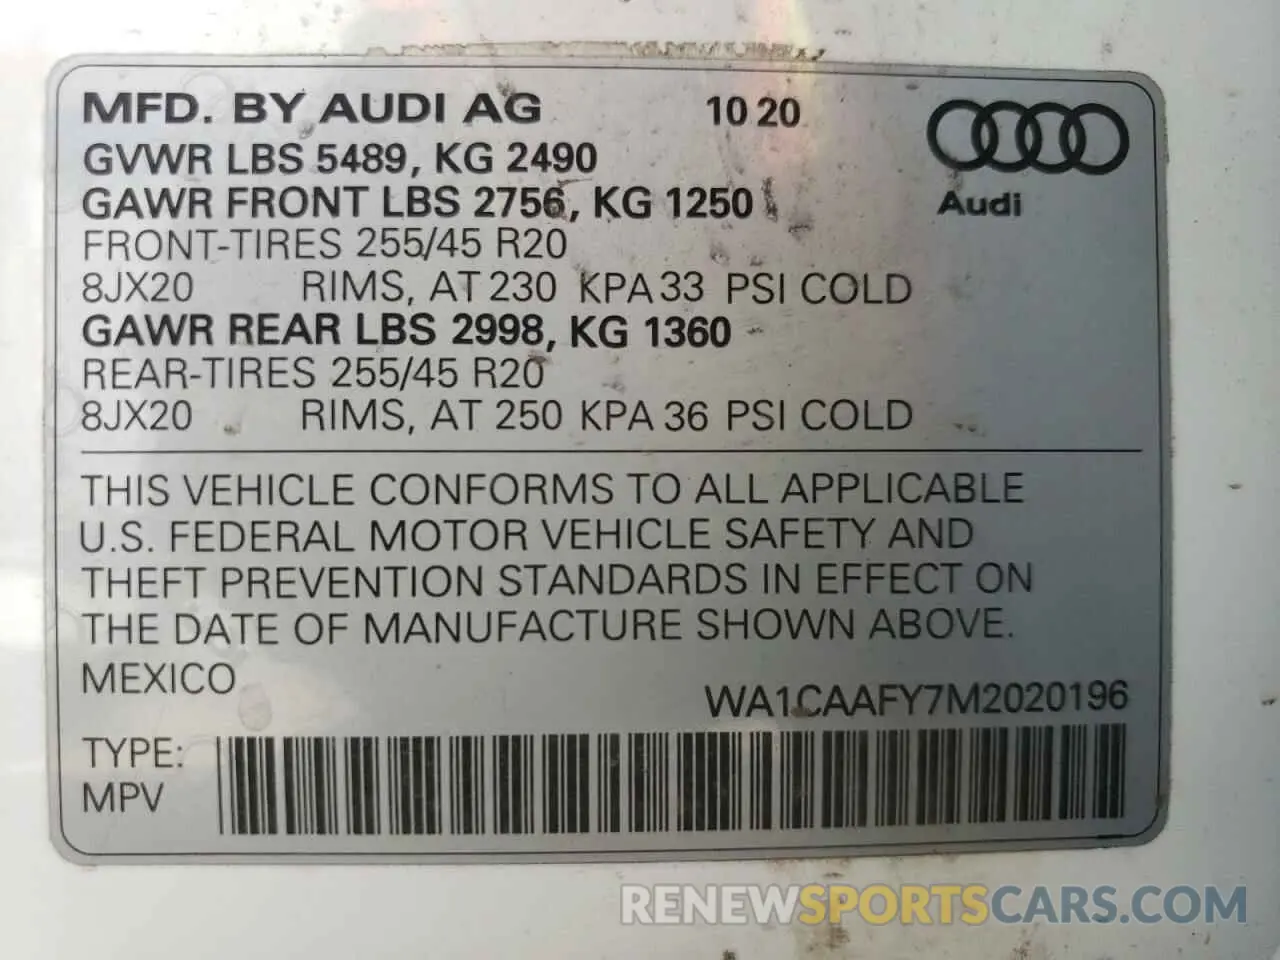 MFD. BY AUDI AG 10 20
GVWR LBS 5489, KG 2490
GAWR FRONT LBS 2756, KG 1250
Audi
FRONT-TIRES 255/45 R20
8JX20 RIMS, AT 230 KPA 33 PSI COLD
GAWR REAR LBS 2998, KG 1360
REAR-TIRES 255/45 R20
8JX20 RIMS, AT 250 KPA 36 PSI COLD
THIS VEHICLE CONFORMS TO ALL APPLICABLE
U.S. FEDERAL MOTOR VEHICLE SAFETY AND
THEFT PREVENTION STANDARDS IN EFFECT ON
THE DATE OF MANUFACTURE SHOWN ABOVE.
MEXICO
WA1CAAFY7M2020196
TYPE:
MPV
RENEWSPORTSCARS.COM